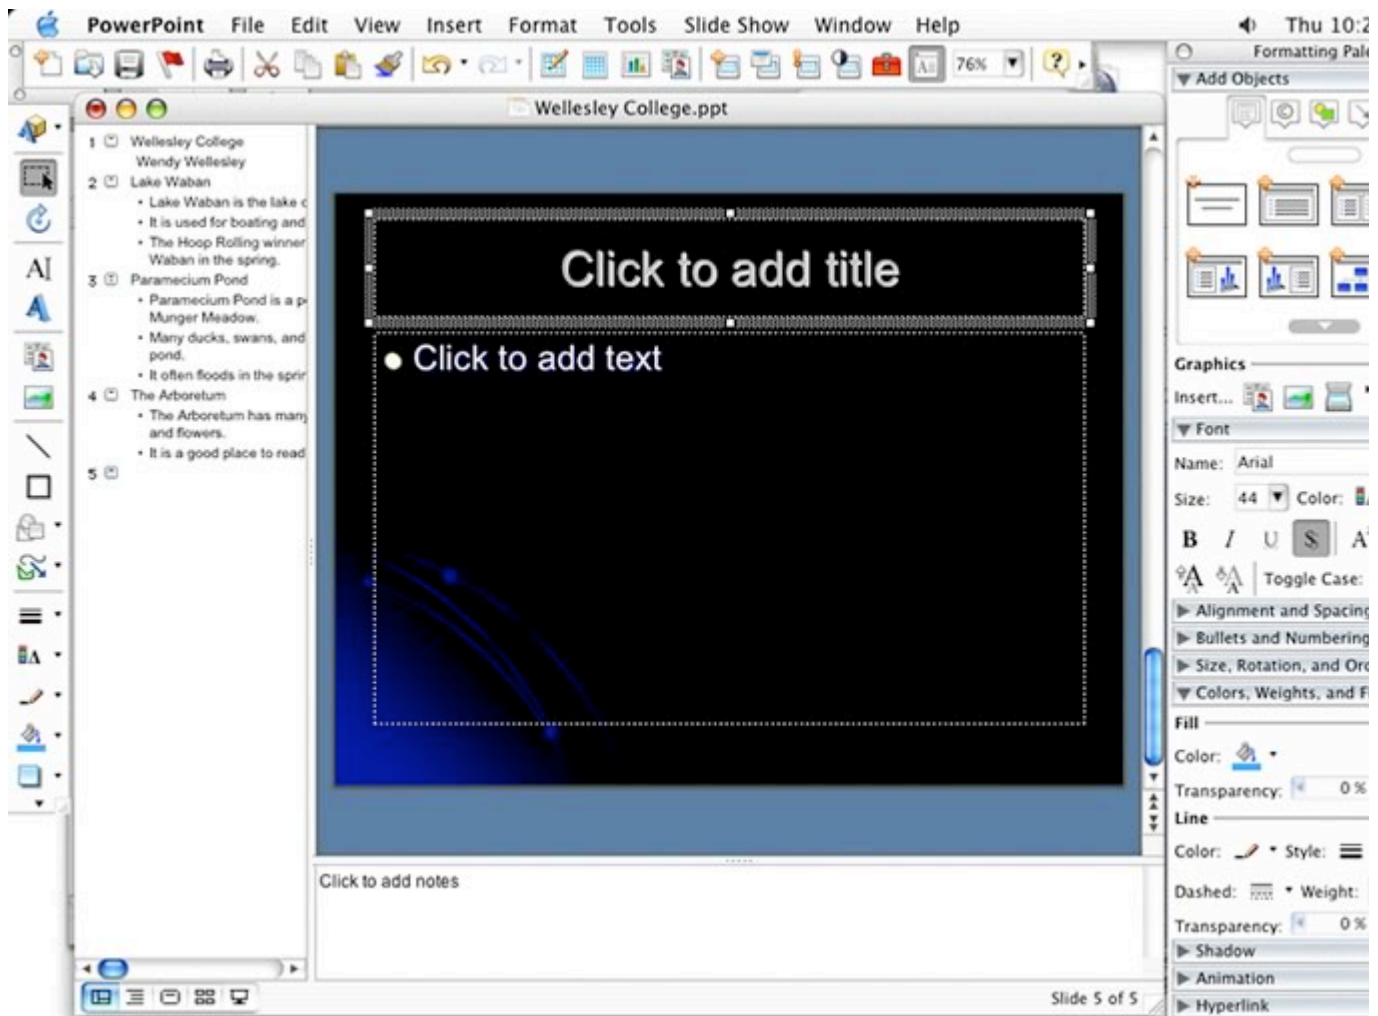 PowerPoint File Edit View Insert Format Tools Slide Show Window Help Thu 10:2
Formatting Pale
76%
Add Objects
Wellesley College.ppt
1 Wellesley College
Wendy Wellesley
2 Lake Waban
• Lake Waban is the lake
• It is used for boating and
• The Hoop Rolling winner
Waban in the spring.
3 Paramecium Pond
• Paramecium Pond is a p
Munger Meadow.
• Many ducks, swans, and
pond.
• It often floods in the sprin
4 The Arboretum
• The Arboretum has many
and flowers.
• It is a good place to read
5
Click to add title
• Click to add text
Click to add notes
Slide 5 of 5
Graphics
Insert...
Font
Name: Arial
Size: 44 Color:
B I U S A
A A Toggle Case:
Alignment and Spacing
Bullets and Numbering
Size, Rotation, and Ord
Colors, Weights, and F
Fill
Color:
Transparency: 0 %
Line
Color: Style:
Dashed: Weight:
Transparency: 0 %
Shadow
Animation
Hyperlink